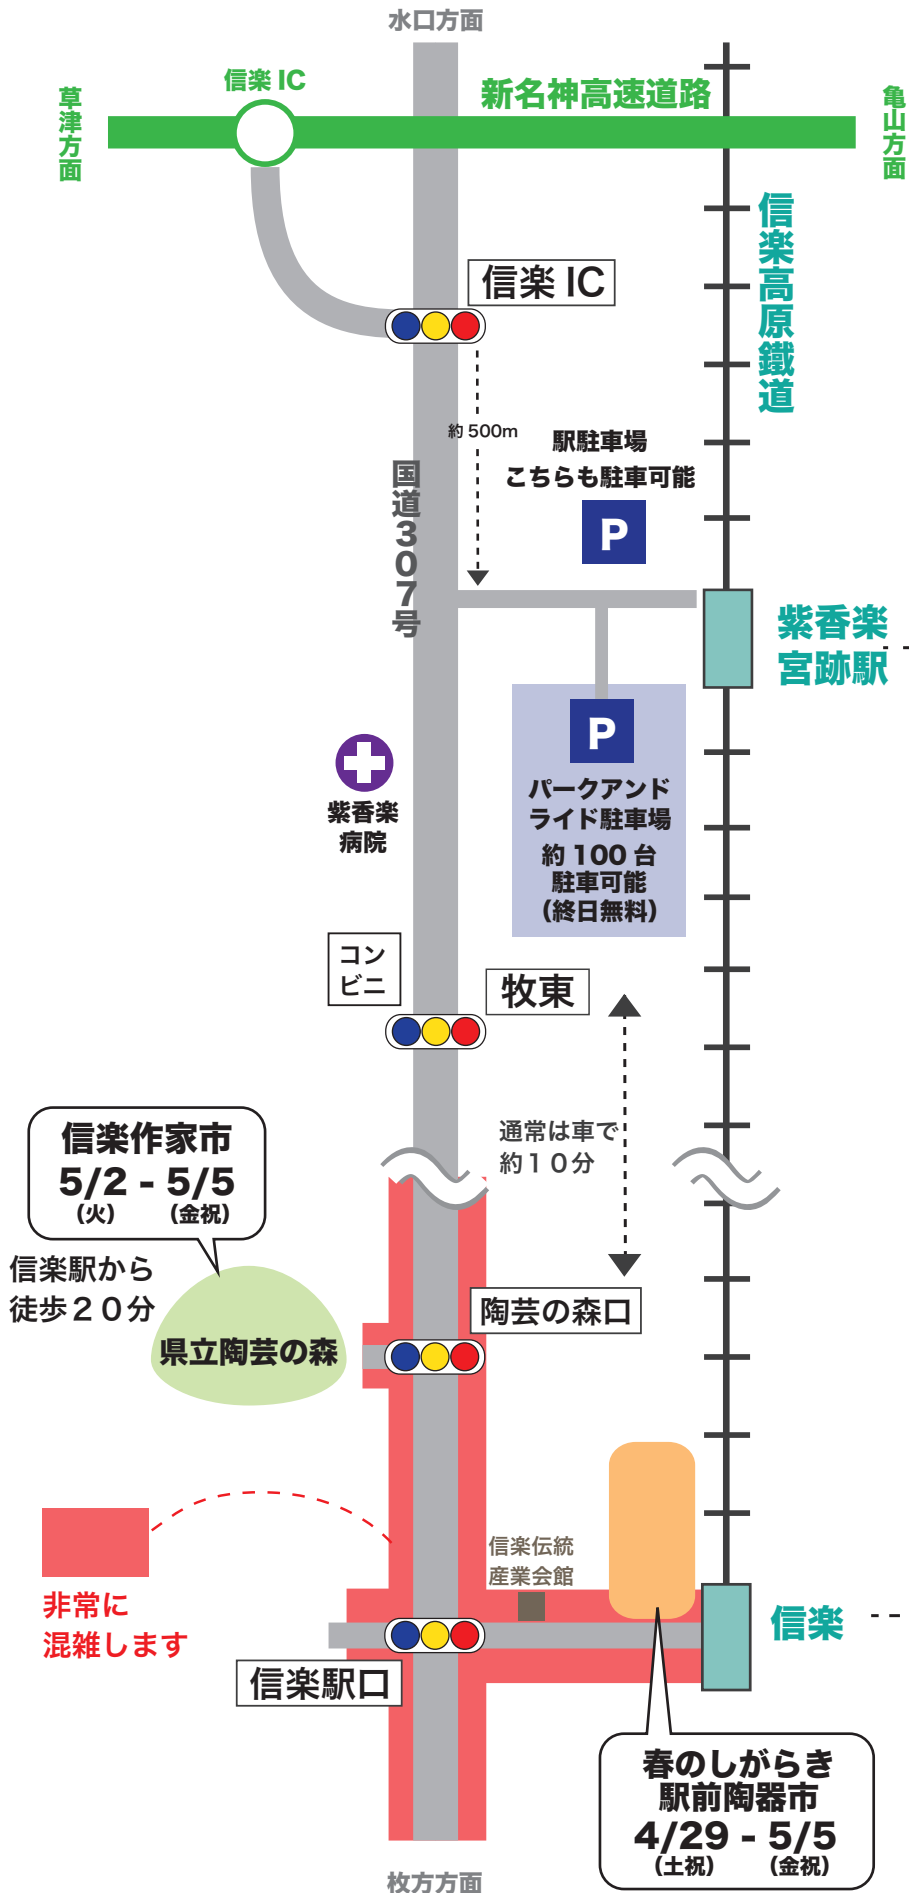 水口方面
信楽 IC
新名神高速道路
草津方面
亀山方面
信楽高原鐵道
信楽 IC
約 500m
駅駐車場
こちらも駐車可能
P
国道307号
紫香楽
宮跡駅
P
パークアンド
ライド駐車場
約 100 台
駐車可能
（終日無料）
紫香楽
病院
コン
ビニ
牧東
通常は車で
約１０分
信楽作家市
5/2 - 5/5
（火） （金祝）
信楽駅から
徒歩２０分
県立陶芸の森
陶芸の森口
非常に
混雑します
信楽伝統
産業会館
信楽
信楽駅口
春のしがらき
駅前陶器市
4/29 - 5/5
（土祝） （金祝）
枚方方面